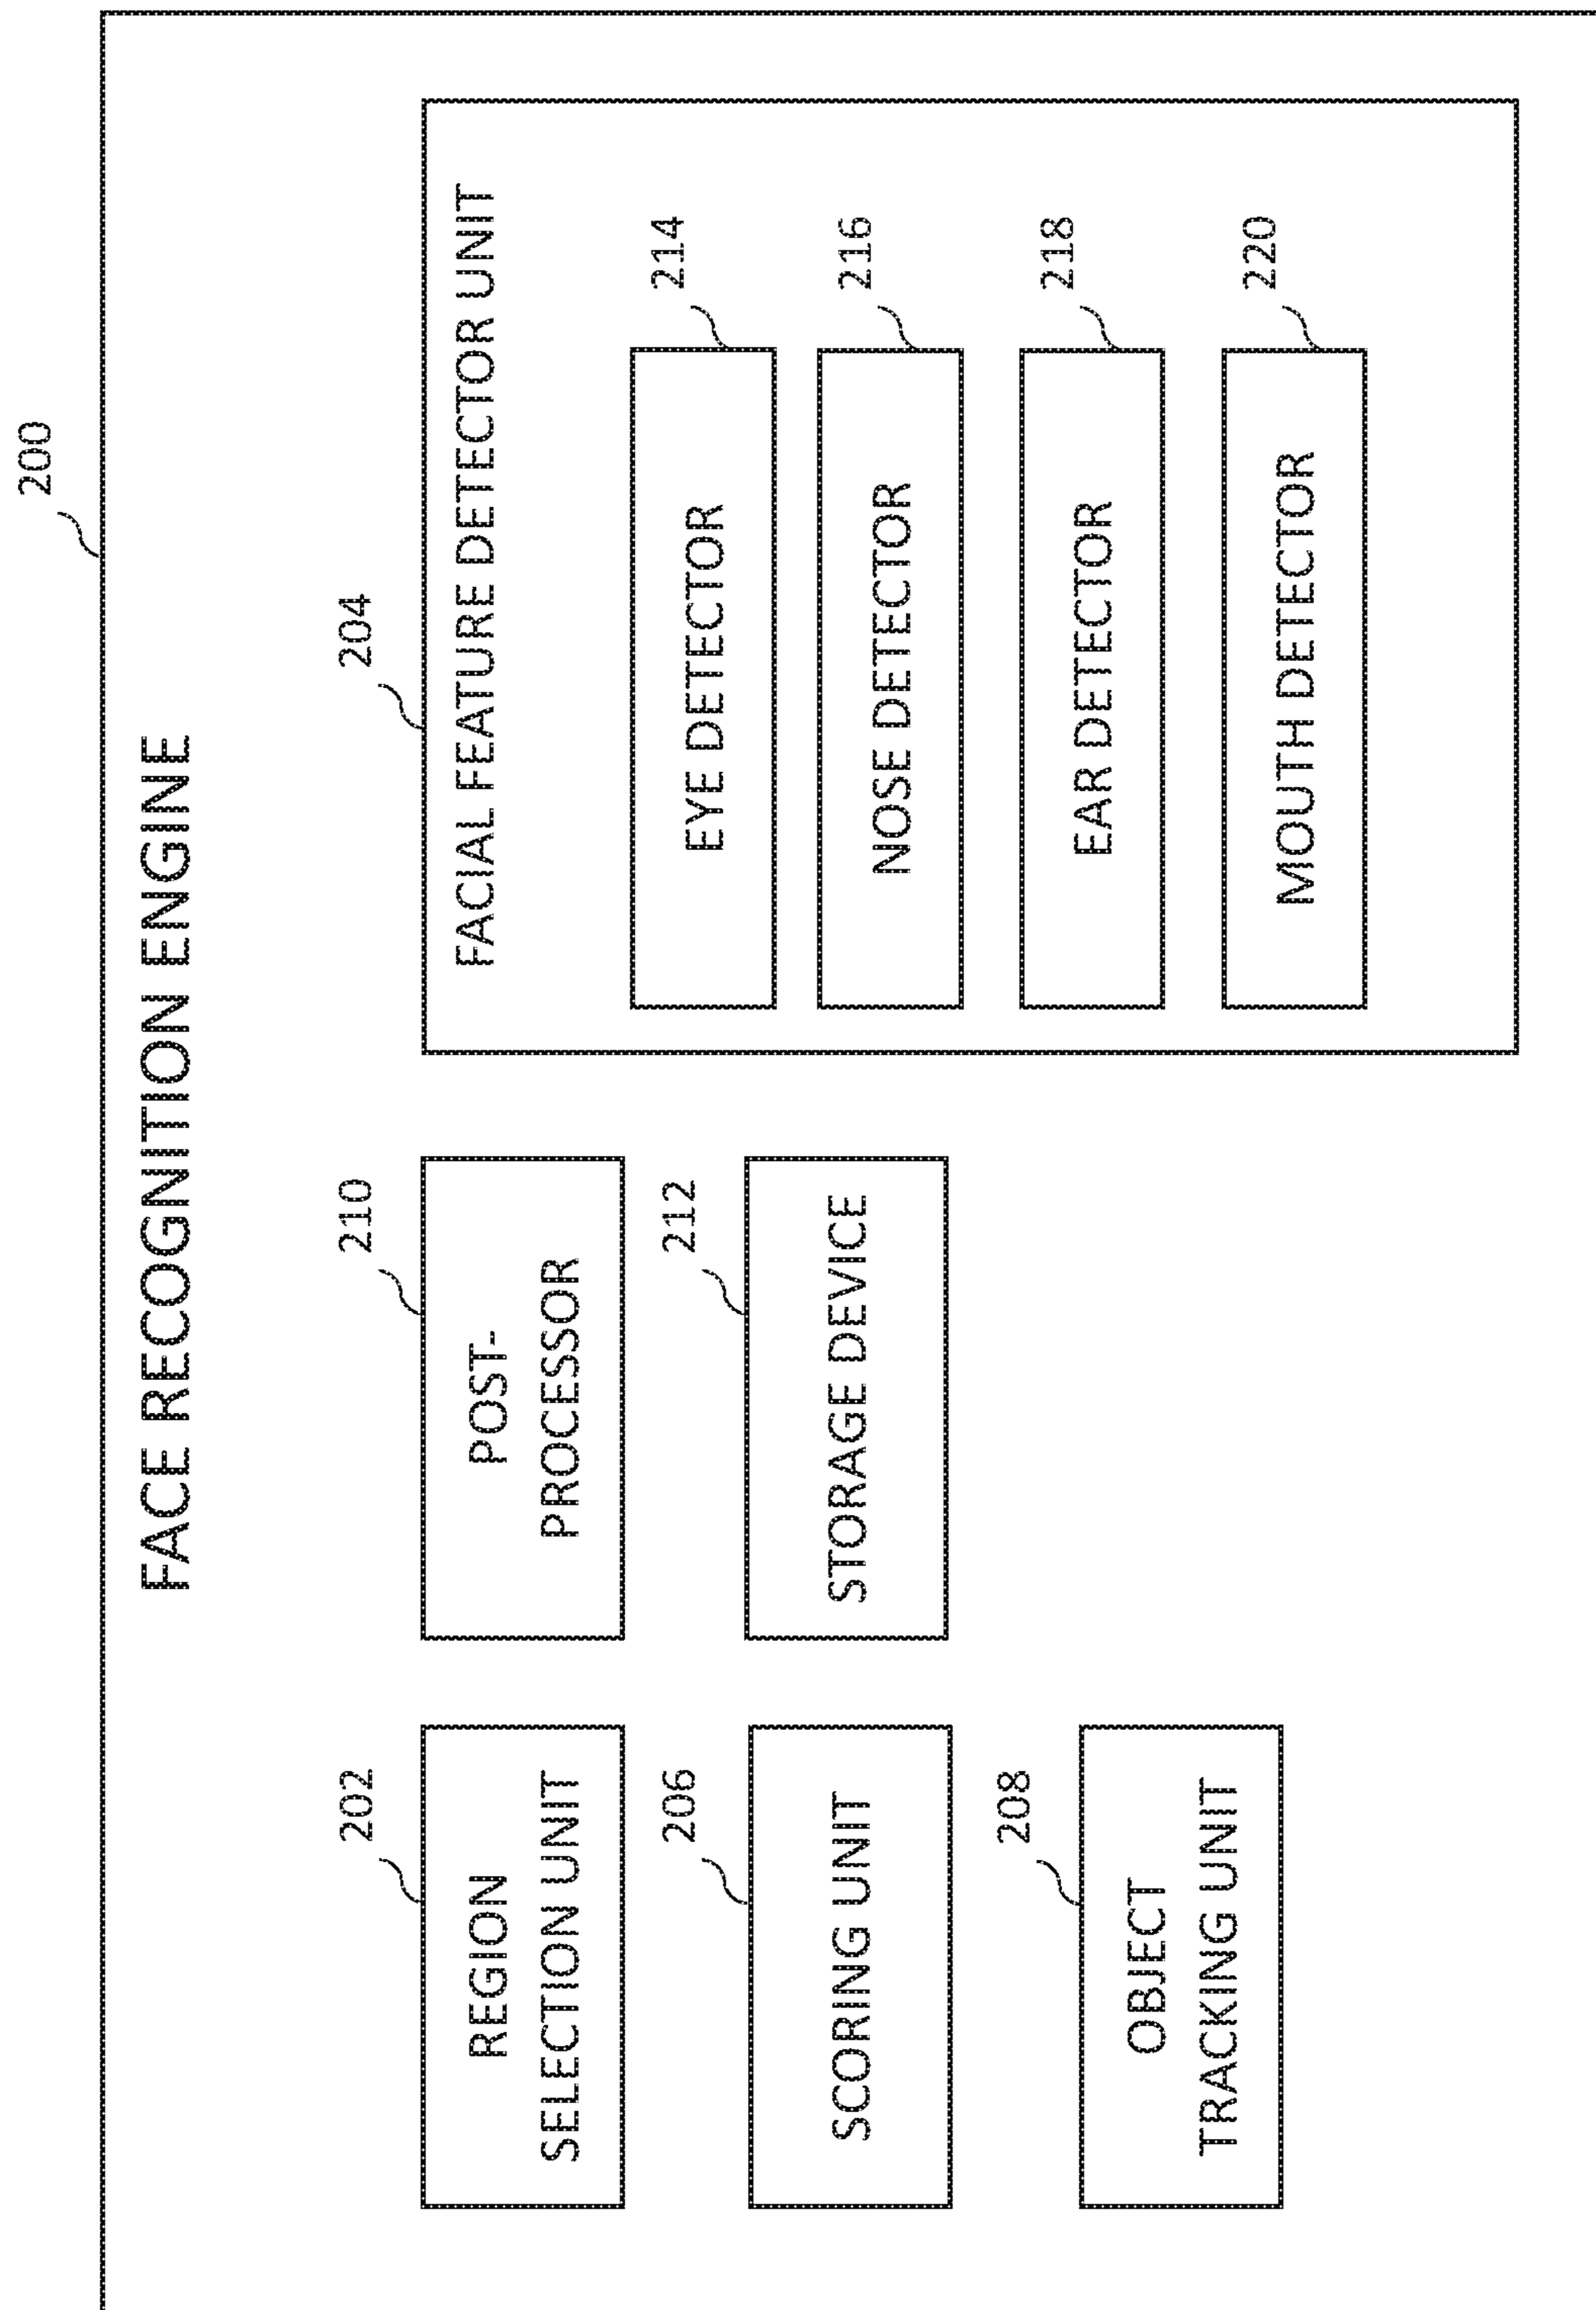 200
FACE RECOGNITION ENGINE
202
REGION
SELECTION UNIT
206
SCORING UNIT
208
OBJECT
TRACKING UNIT
210
POST-
PROCESSOR
212
STORAGE DEVICE
204
FACIAL FEATURE DETECTOR UNIT
214
EYE DETECTOR
216
NOSE DETECTOR
218
EAR DETECTOR
220
MOUTH DETECTOR